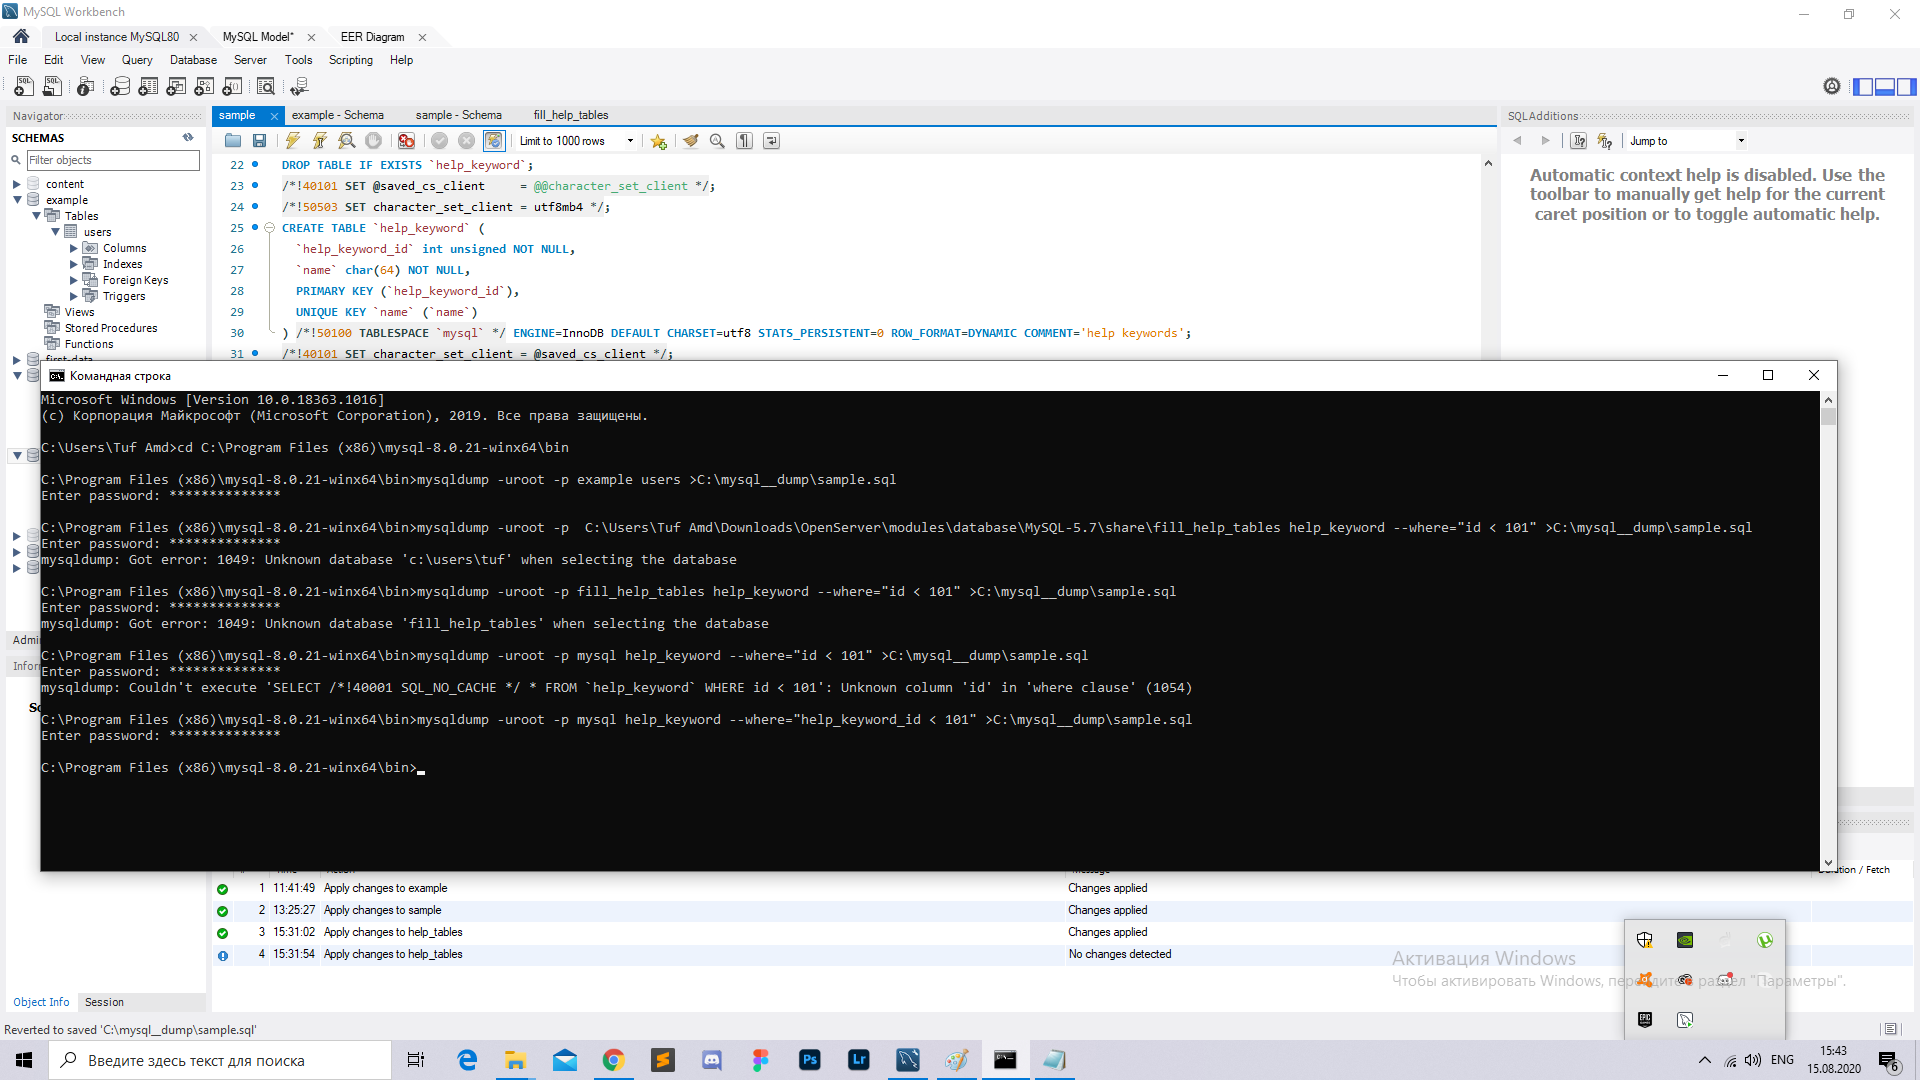 MySQL Workbench
Local instance MySQL80
MySQL Model*
EER Diagram
File Edit View Query Database Server Tools Scripting Help
Navigator
SCHEMAS
Filter objects
content
example
Tables
users
Columns
Indexes
Foreign Keys
Triggers
Views
Stored Procedures
Functions
first-data
sample
example - Schema
sample - Schema
fill_help_tables
Limit to 1000 rows
22 DROP TABLE IF EXISTS `help_keyword`;
23 /*!40101 SET @saved_cs_client     = @@character_set_client */;
24 /*!50503 SET character_set_client = utf8mb4 */;
25 CREATE TABLE `help_keyword` (
26 `help_keyword_id` int unsigned NOT NULL,
27 `name` char(64) NOT NULL,
28 PRIMARY KEY (`help_keyword_id`),
29 UNIQUE KEY `name` (`name`)
30 ) /*!50100 TABLESPACE `mysql` */ ENGINE=InnoDB DEFAULT CHARSET=utf8 STATS_PERSISTENT=0 ROW_FORMAT=DYNAMIC COMMENT='help keywords';
31 /*!40101 SET character_set_client = @saved_cs_client */;
SQLAdditions
Jump to
Automatic context help is disabled. Use the
toolbar to manually get help for the current
caret position or to toggle automatic help.
Командная строка
Microsoft Windows [Version 10.0.18363.1016]
(c) Корпорация Майкрософт (Microsoft Corporation), 2019. Все права защищены.
C:\Users\Tuf Amd>cd C:\Program Files (x86)\mysql-8.0.21-winx64\bin
C:\Program Files (x86)\mysql-8.0.21-winx64\bin>mysqldump -uroot -p example users >C:\mysql__dump\sample.sql
Enter password: **************
C:\Program Files (x86)\mysql-8.0.21-winx64\bin>mysqldump -uroot -p  C:\Users\Tuf Amd\Downloads\OpenServer\modules\database\MySQL-5.7\share\fill_help_tables help_keyword --where="id < 101" >C:\mysql__dump\sample.sql
Enter password: **************
mysqldump: Got error: 1049: Unknown database 'c:\users\tuf' when selecting the database
C:\Program Files (x86)\mysql-8.0.21-winx64\bin>mysqldump -uroot -p fill_help_tables help_keyword --where="id < 101" >C:\mysql__dump\sample.sql
Enter password: **************
mysqldump: Got error: 1049: Unknown database 'fill_help_tables' when selecting the database
C:\Program Files (x86)\mysql-8.0.21-winx64\bin>mysqldump -uroot -p mysql help_keyword --where="id < 101" >C:\mysql__dump\sample.sql
Enter password: **************
mysqldump: Couldn't execute 'SELECT /*!40001 SQL_NO_CACHE */ * FROM `help_keyword` WHERE id < 101': Unknown column 'id' in 'where clause' (1054)
C:\Program Files (x86)\mysql-8.0.21-winx64\bin>mysqldump -uroot -p mysql help_keyword --where="help_keyword_id < 101" >C:\mysql__dump\sample.sql
Enter password: **************
C:\Program Files (x86)\mysql-8.0.21-winx64\bin>
Admi
Inform
/ Fetch
1 11:41:49 Apply changes to example Changes applied
2 13:25:27 Apply changes to sample Changes applied
3 15:31:02 Apply changes to help_tables Changes applied
4 15:31:54 Apply changes to help_tables No changes detected
Активация Windows
Чтобы активировать Windows, перейдите в раздел "Параметры".
Object Info
Session
Reverted to saved 'C:\mysql__dump\sample.sql'
EPIC
Введите здесь текст для поиска
Ps
Lr
ENG
15:43
15.08.2020
6